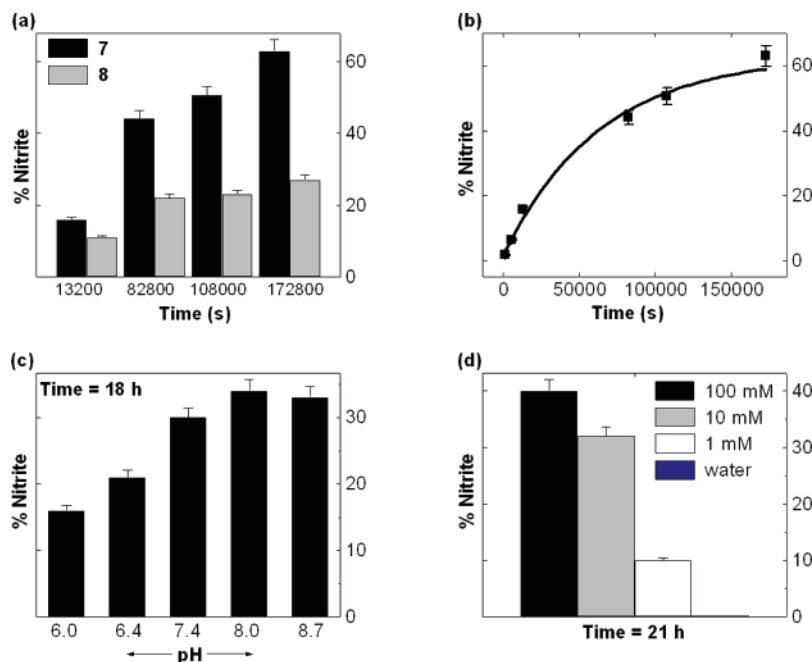 (a)
7
8
% Nitrite
60
40
20
0
13200 82800 108000 172800
Time (s)
(b)
% Nitrite
60
40
20
0
0 50000 100000 150000
Time (s)
(c)
Time = 18 h
% Nitrite
30
20
10
0
6.0 6.4 7.4 8.0 8.7
pH
(d)
100 mM
10 mM
1 mM
water
% Nitrite
40
30
20
10
0
Time = 21 h